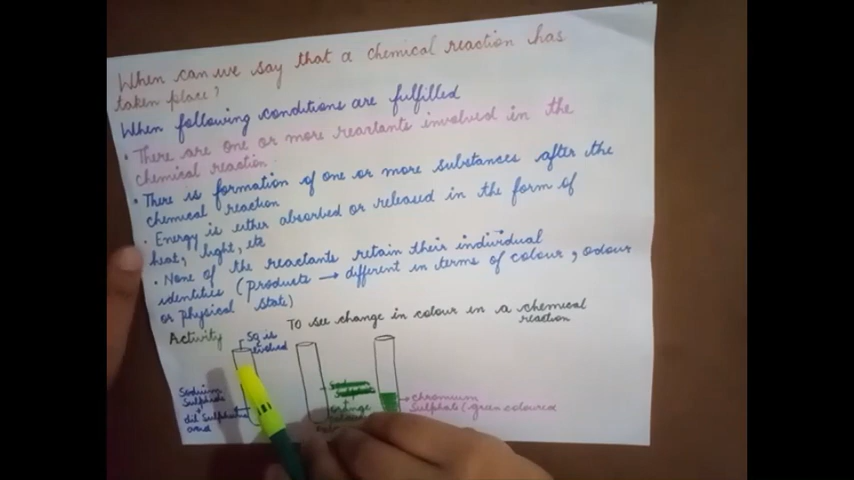 When can we say that a chemical reaction has
taken place?
When following conditions are fulfilled
• There are one or more reactants involved in the
chemical reaction.
• There is formation of one or more substances after the
chemical reaction
• Energy is either absorbed or released in the form of
heat, light, etc
• None of the reactants retain their individual
identities (products → different in terms of colour, odour
or physical state)
Activity
To see change in colour in a chemical
reaction
is
evolved
Sodium
Sulphide
+
dil Sulphuric
acid
orange
→ chromium
Sulphate (-green coloured